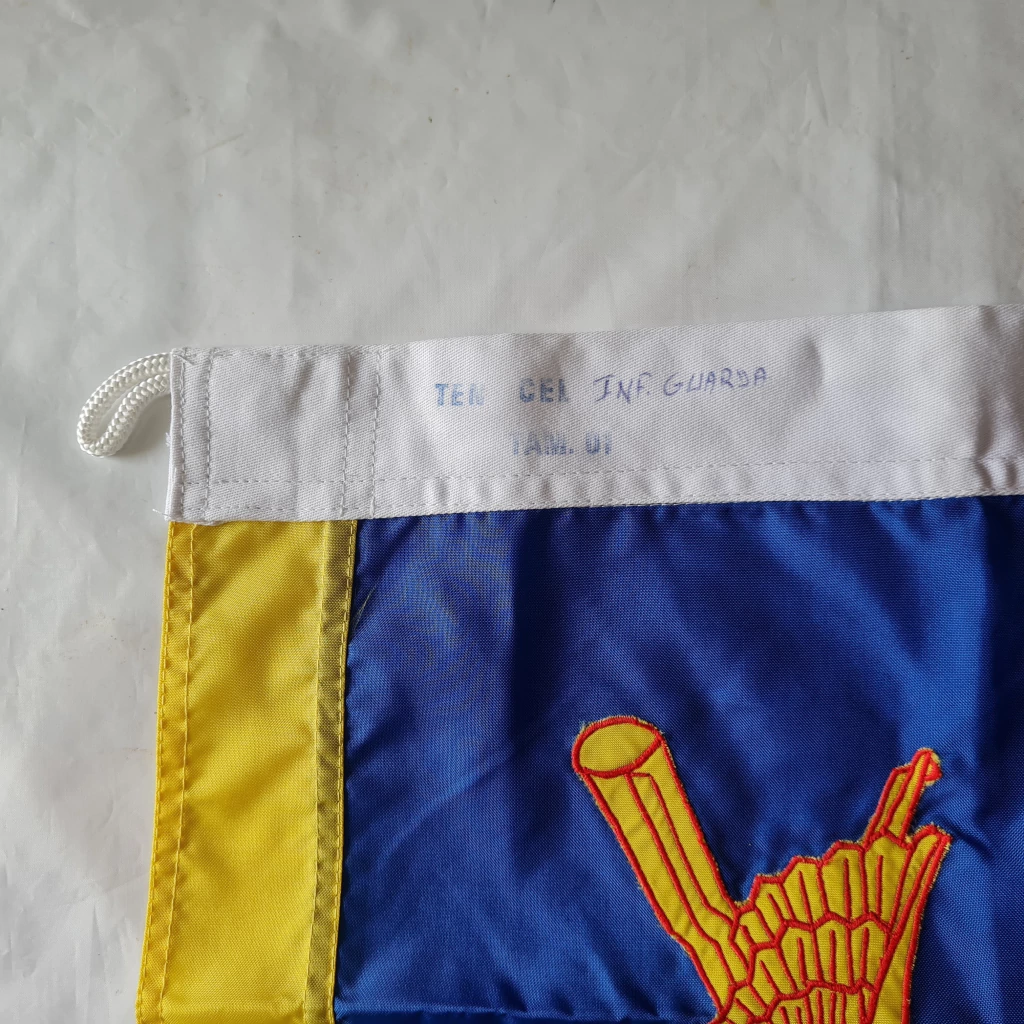 TEN CEL INF. GUARDA
TAM. 01